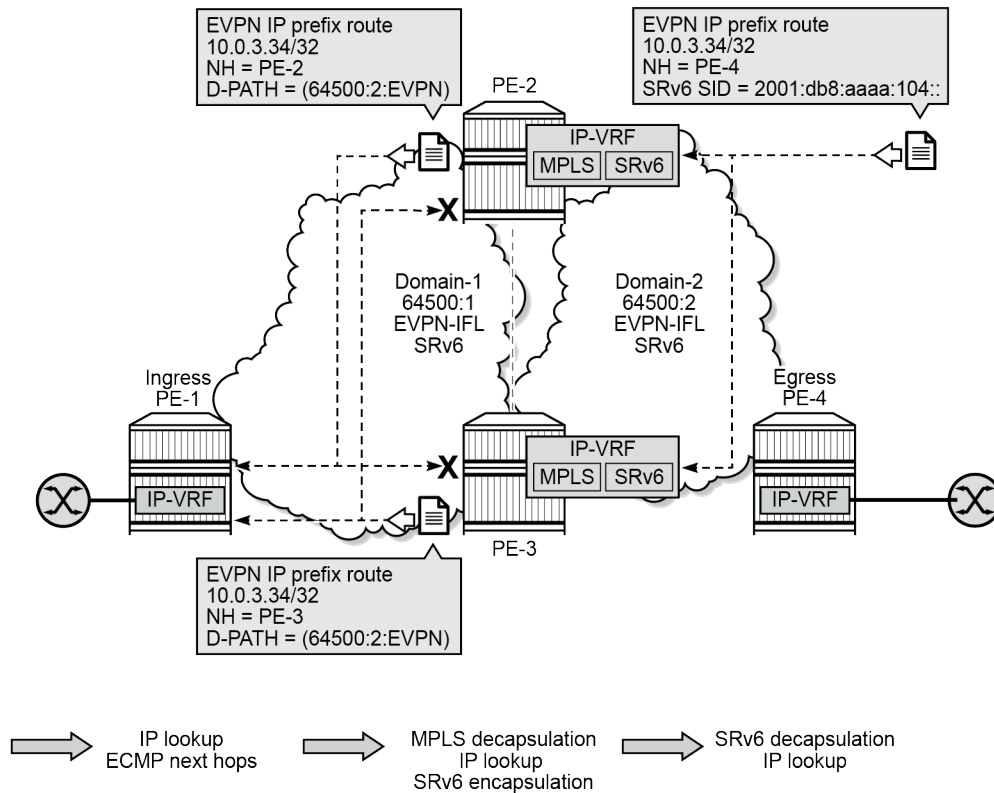 EVPN IP prefix route
10.0.3.34/32
NH = PE-2
D-PATH = (64500:2:EVPN)
EVPN IP prefix route
10.0.3.34/32
NH = PE-4
SRv6 SID = 2001:db8:aaaa:104::
PE-2
IP-VRF
MPLS SRv6
X
Domain-1
64500:1
EVPN-IFL
SRv6
Domain-2
64500:2
EVPN-IFL
SRv6
Ingress
PE-1
IP-VRF
X
IP-VRF
MPLS SRv6
PE-3
Egress
PE-4
IP-VRF
EVPN IP prefix route
10.0.3.34/32
NH = PE-3
D-PATH = (64500:2:EVPN)
IP lookup
ECMP next hops
MPLS decapsulation
IP lookup
SRv6 encapsulation
SRv6 decapsulation
IP lookup